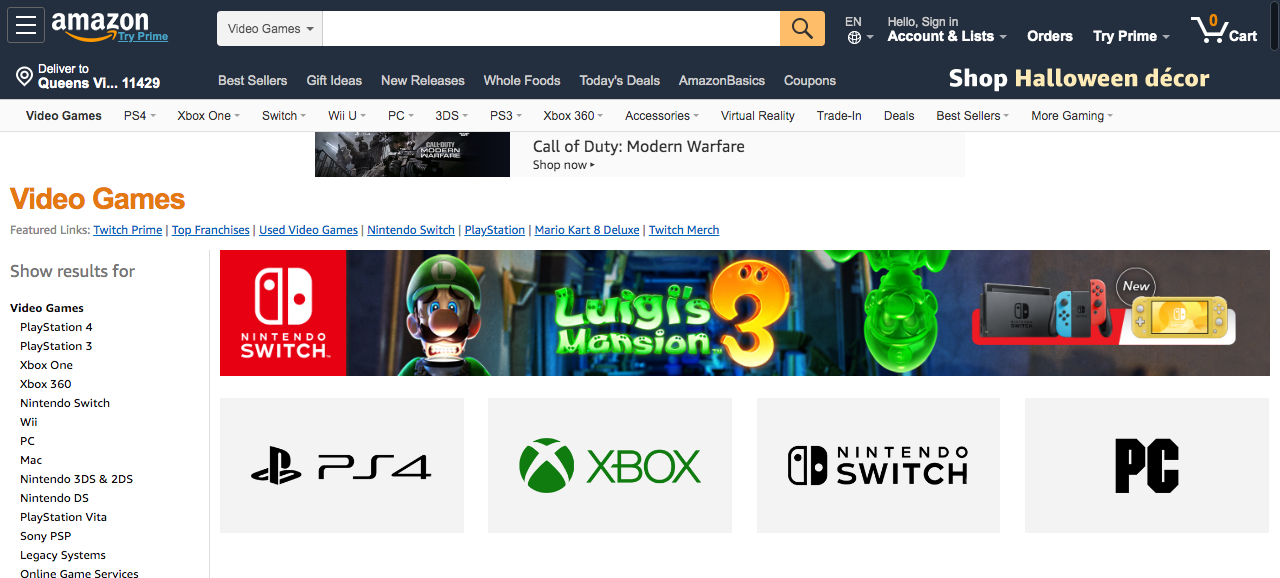 amazon
Try Prime
Video Games
EN
Hello, Sign in
Account & Lists
Orders
Try Prime
0
Cart
Deliver to
Queens Vi... 11429
Best Sellers Gift Ideas New Releases Whole Foods Today's Deals AmazonBasics Coupons
Shop Halloween décor
Video Games PS4 Xbox One Switch Wii U PC 3DS PS3 Xbox 360 Accessories Virtual Reality Trade-In Deals Best Sellers More Gaming
CALL·DUTY
MODERN
WARFARE
Call of Duty: Modern Warfare
Shop now
Video Games
Featured Links: Twitch Prime | Top Franchises | Used Video Games | Nintendo Switch | PlayStation | Mario Kart 8 Deluxe | Twitch Merch
Show results for
Video Games
PlayStation 4
PlayStation 3
Xbox One
Xbox 360
Nintendo Switch
Wii
PC
Mac
Nintendo 3DS & 2DS
Nintendo DS
PlayStation Vita
Sony PSP
Legacy Systems
Online Game Services
NINTENDO
SWITCH™
L
Luigi's
Mansion™ 3
New
SWITCH
PS4
XBOX
NINTENDO
SWITCH
PC